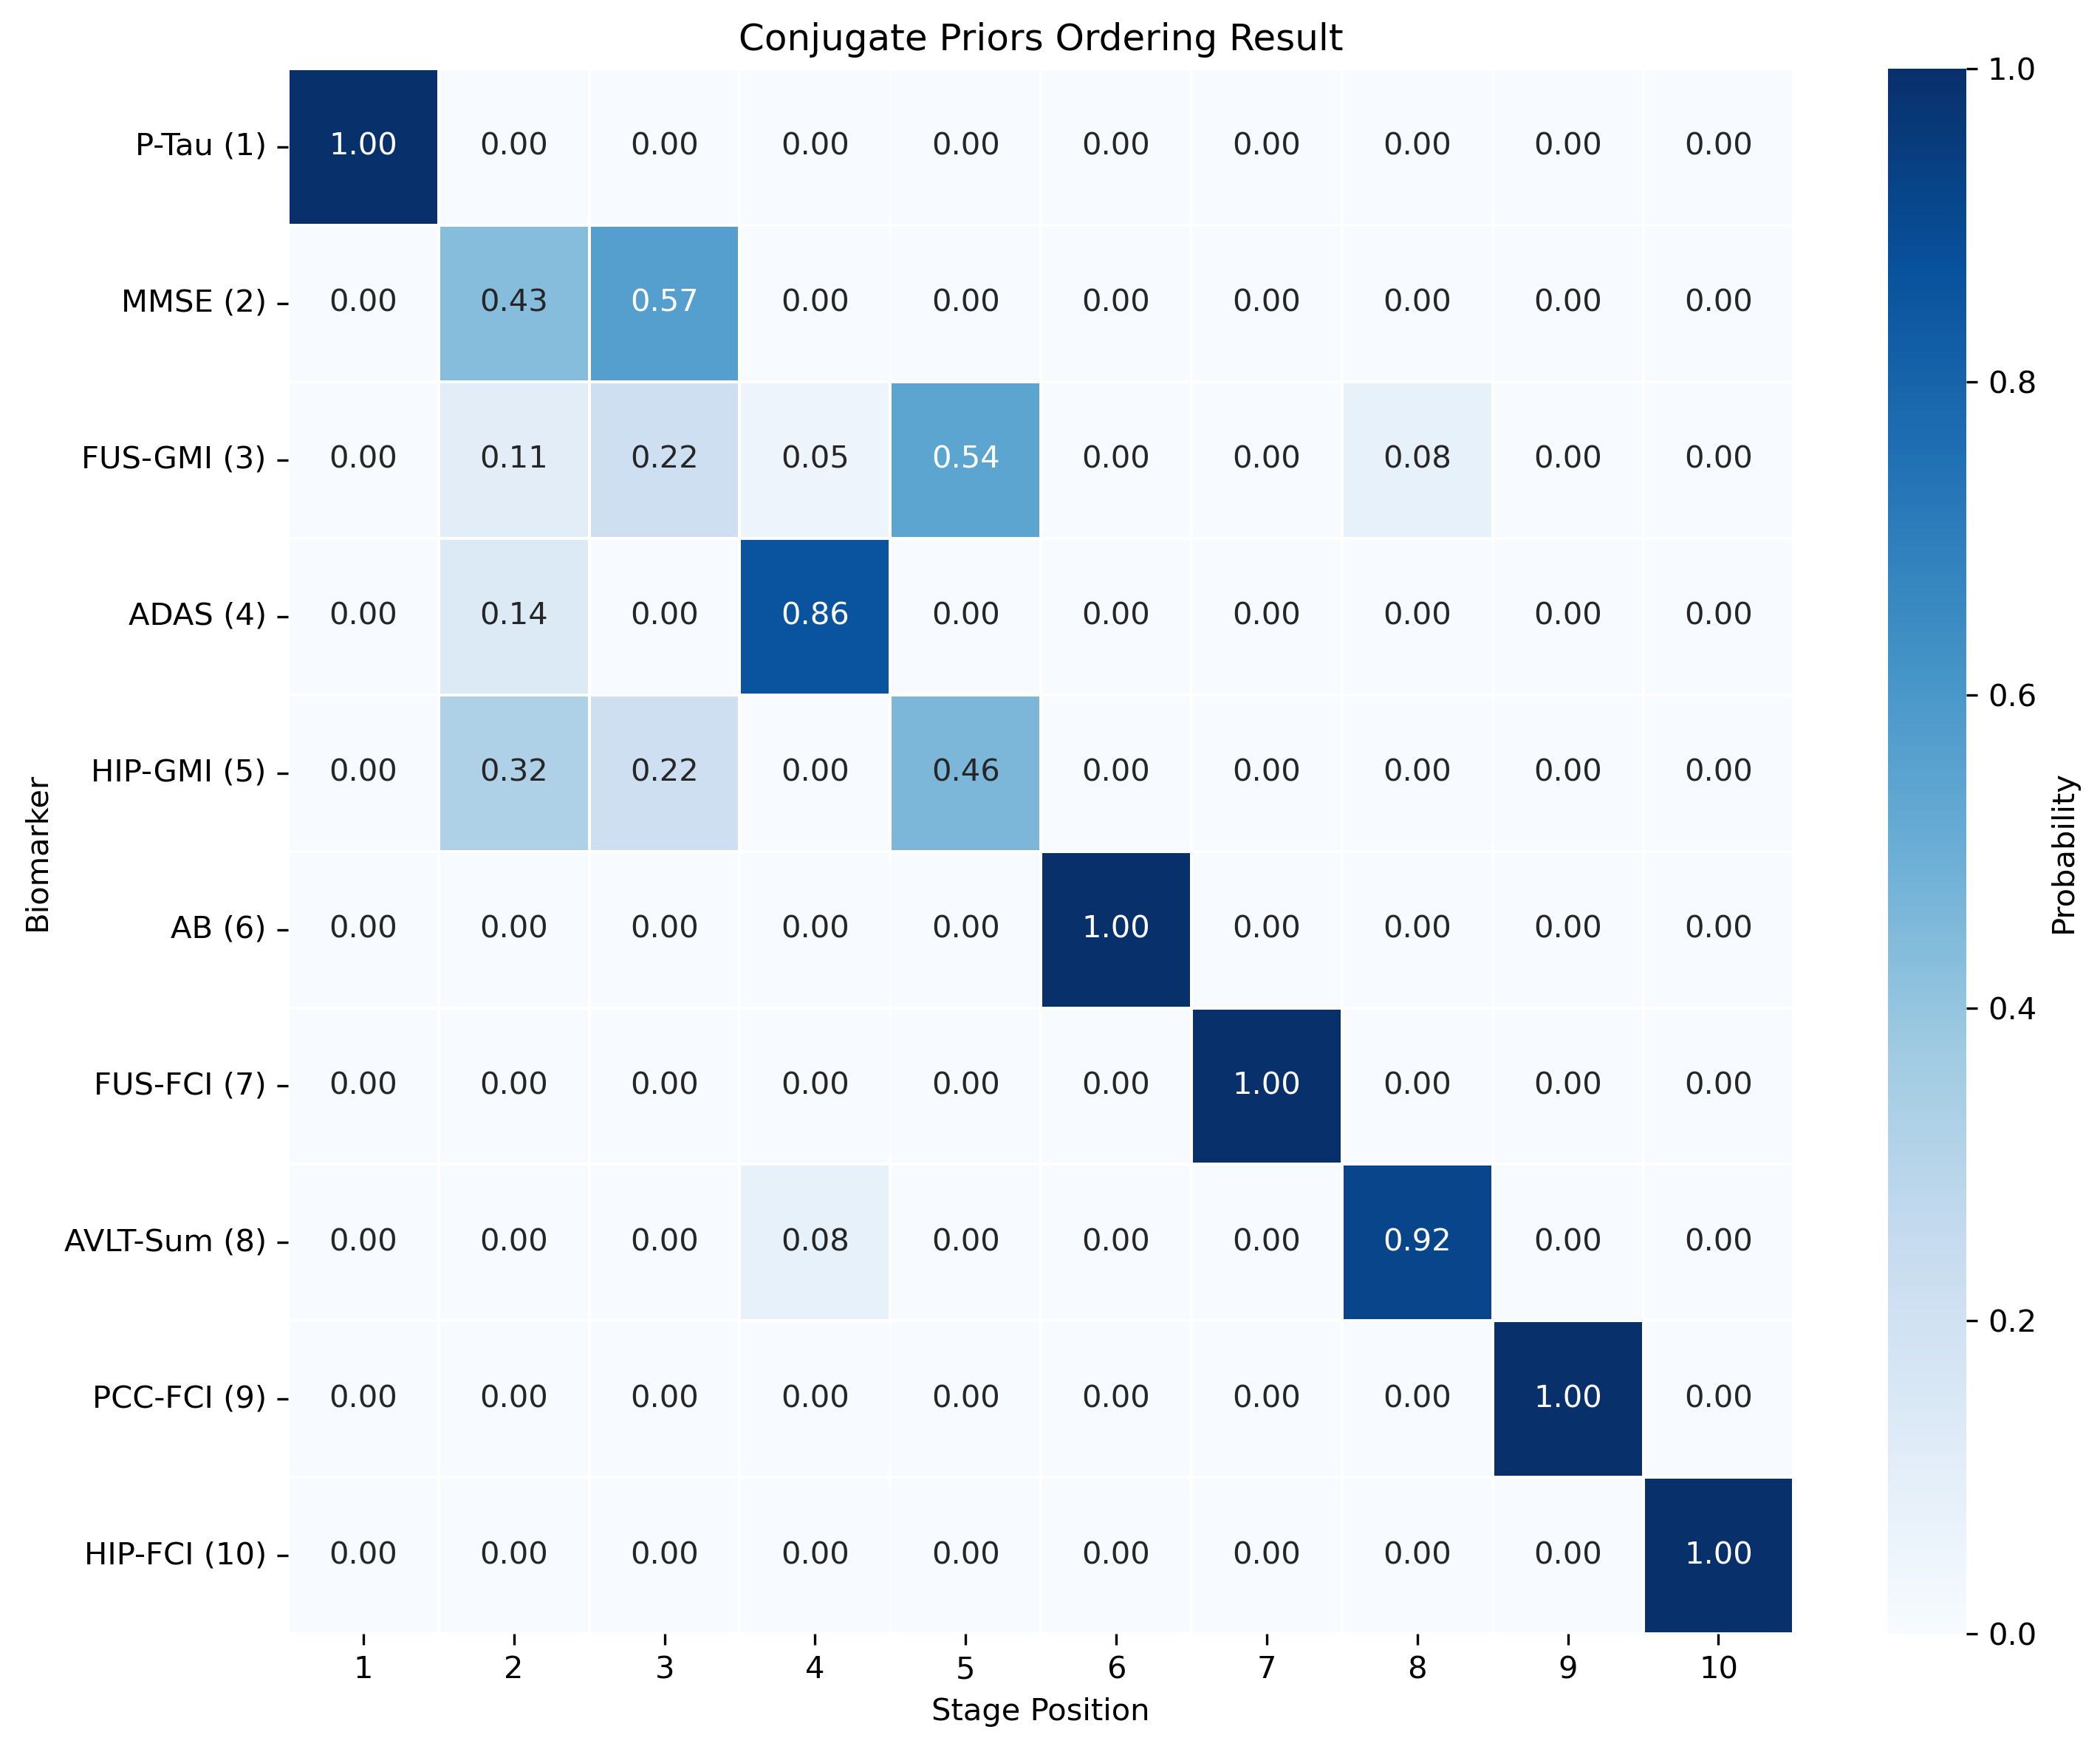 Conjugate Priors Ordering Result
P-Tau (1) 1.00 0.00 0.00 0.00 0.00 0.00 0.00 0.00 0.00 0.00
MMSE (2) 0.00 0.43 0.57 0.00 0.00 0.00 0.00 0.00 0.00 0.00
FUS-GMI (3) 0.00 0.11 0.22 0.05 0.54 0.00 0.00 0.08 0.00 0.00
ADAS (4) 0.00 0.14 0.00 0.86 0.00 0.00 0.00 0.00 0.00 0.00
HIP-GMI (5) 0.00 0.32 0.22 0.00 0.46 0.00 0.00 0.00 0.00 0.00
AB (6) 0.00 0.00 0.00 0.00 0.00 1.00 0.00 0.00 0.00 0.00
FUS-FCI (7) 0.00 0.00 0.00 0.00 0.00 0.00 1.00 0.00 0.00 0.00
AVLT-Sum (8) 0.00 0.00 0.00 0.08 0.00 0.00 0.00 0.92 0.00 0.00
PCC-FCI (9) 0.00 0.00 0.00 0.00 0.00 0.00 0.00 0.00 1.00 0.00
HIP-FCI (10) 0.00 0.00 0.00 0.00 0.00 0.00 0.00 0.00 0.00 1.00
1 2 3 4 5 6 7 8 9 10
Stage Position
Biomarker
1.0
0.8
0.6
0.4
0.2
0.0
Probability